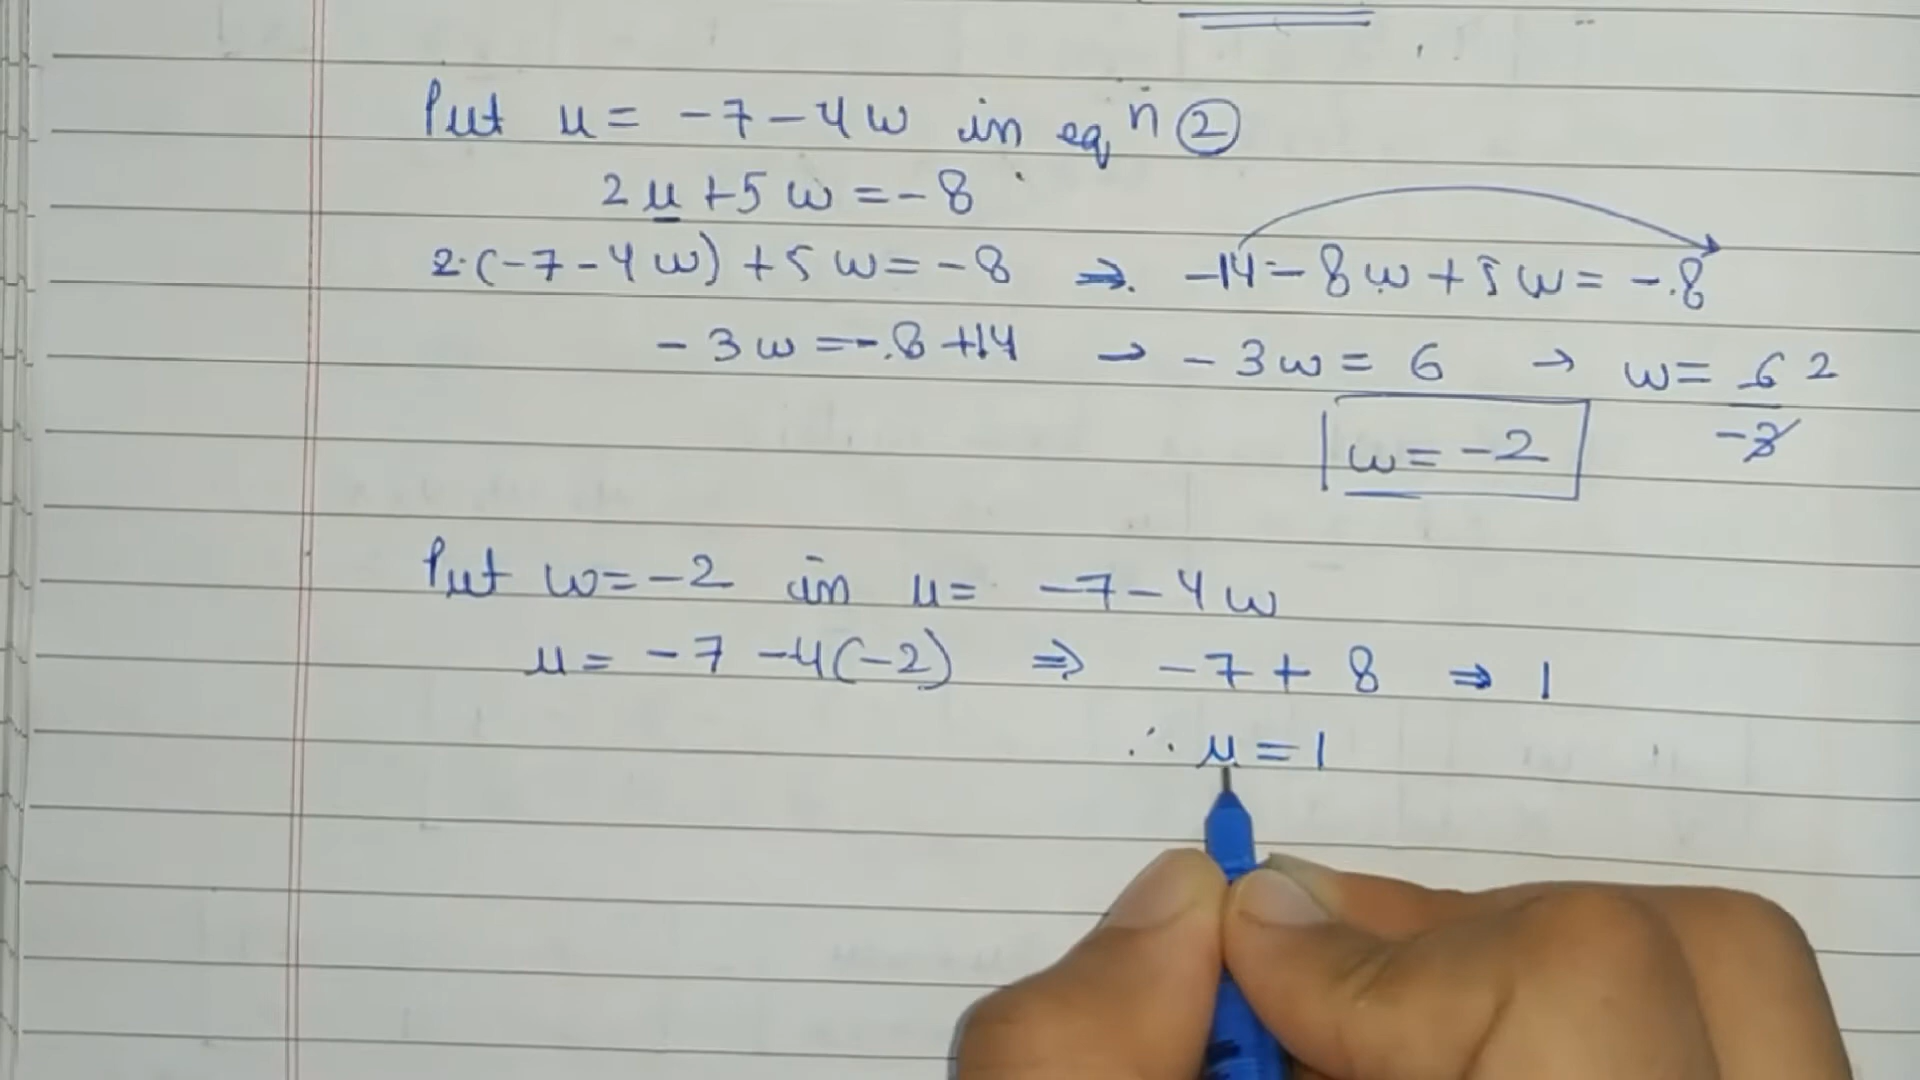 Put u = -7-4w in eqⁿ ②
2u+5w=-8
2·(-7-4w)+5w=-8 ⇒ -14-8w+5w=-8
-3w=-8+14 → -3w=6 → w=6 2
-3
w=-2
Put w=-2 in u= -7-4w
u=-7-4(-2) ⇒ -7+8 ⇒ 1
∴ u=1